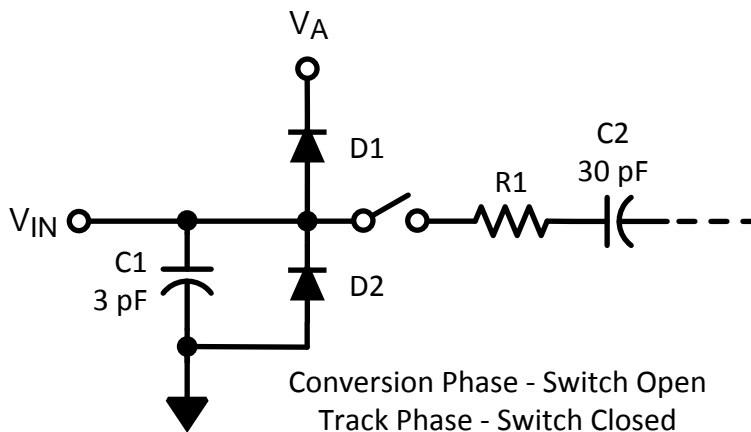 VA
D1
C2
30 pF
R1
VIN
C1
3 pF
D2
Conversion Phase - Switch Open
Track Phase - Switch Closed